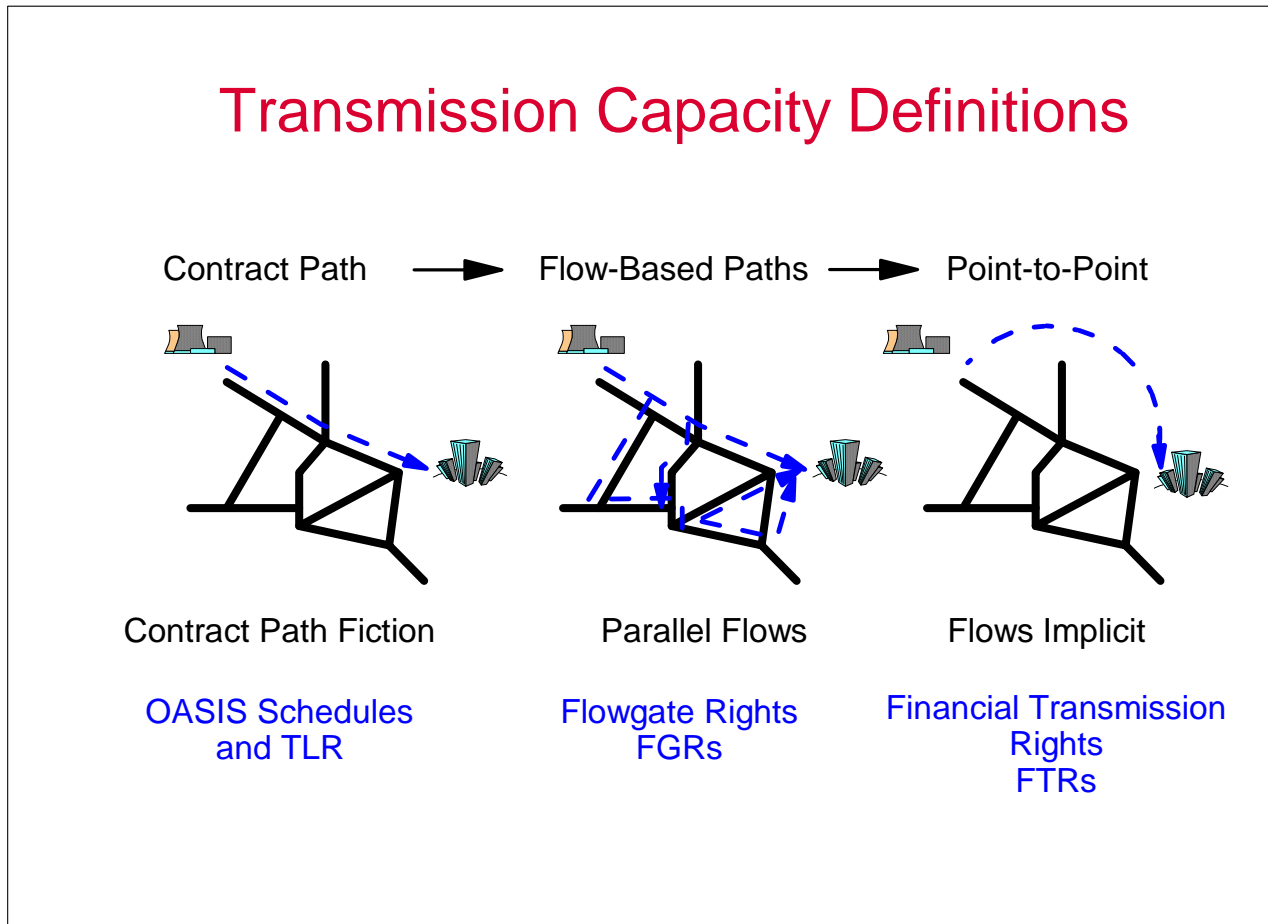 Transmission Capacity Definitions
Contract Path
Flow-Based Paths
Point-to-Point
Contract Path Fiction
Parallel Flows
Flows Implicit
OASIS Schedules
and TLR
Flowgate Rights
FGRs
Financial Transmission
Rights
FTRs